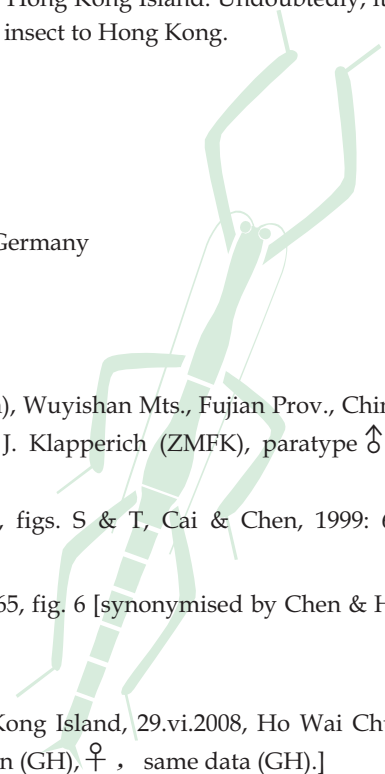 Hong Kong Island. Undoubtedly, it
insect to Hong Kong.
Germany
), Wuyishan Mts., Fujian Prov., Chin
J. Klapperich (ZMFK), paratype ♂
, figs. S & T, Cai & Chen, 1999: 6
65, fig. 6 [synonymised by Chen & H
Kong Island, 29.vi.2008, Ho Wai Chu
n (GH), ♀ , same data (GH).]